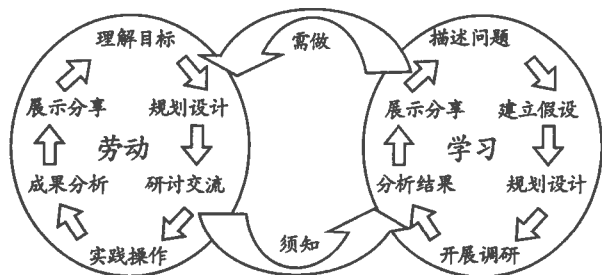 理解目标
需做
描述问题
展示分享
规划设计
展示分享
建立假设
劳动
学习
成果分析
研讨交流
分析结果
规划设计
实践操作
须知
开展调研